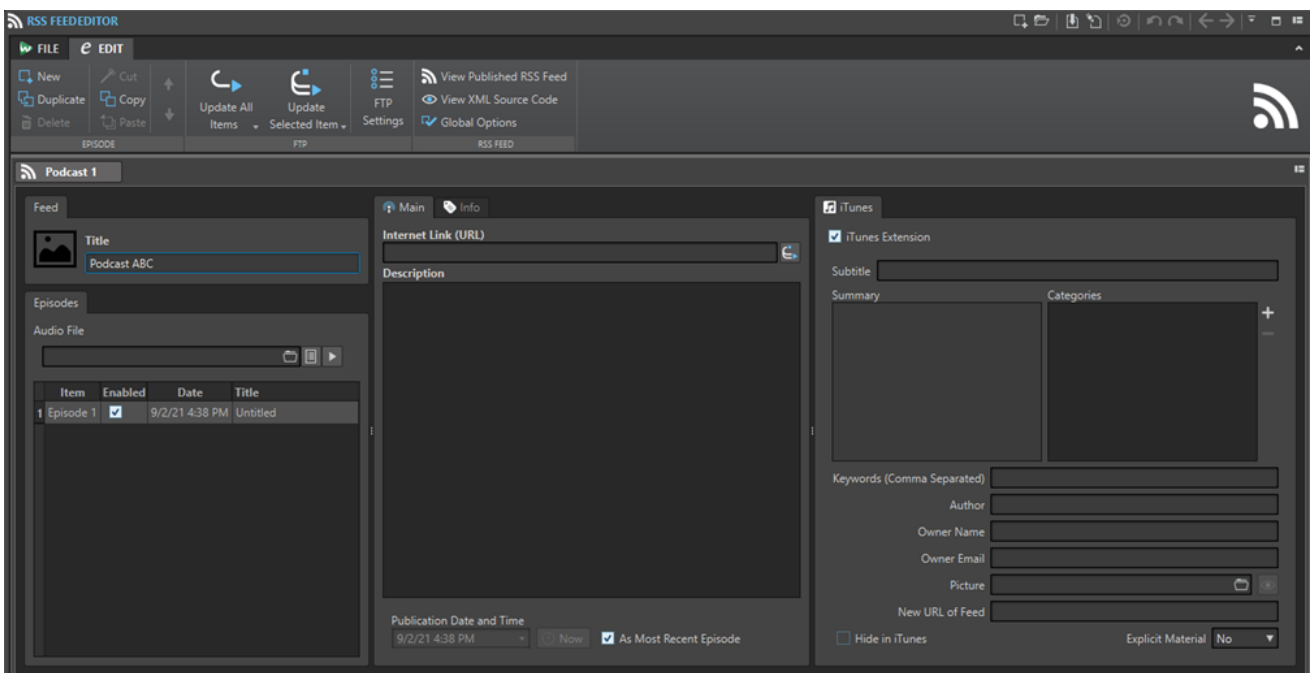 RSS FEEDEDITOR
FILE EDIT
New
Duplicate
Delete
Cut
Copy
Paste
EPISODE
Update All
Items
Update
Selected Item
FTP
FTP
Settings
View Published RSS Feed
View XML Source Code
Global Options
RSS FEED
Podcast 1
Feed
Title
Podcast ABC
Episodes
Audio File
Item Enabled Date Title
1 Episode 1 9/2/21 4:38 PM Untitled
Main Info
Internet Link (URL)
Description
Publication Date and Time
9/2/21 4:38 PM Now As Most Recent Episode
iTunes
iTunes Extension
Subtitle
Summary Categories
Keywords (Comma Separated)
Author
Owner Name
Owner Email
Picture
New URL of Feed
Hide in iTunes Explicit Material No